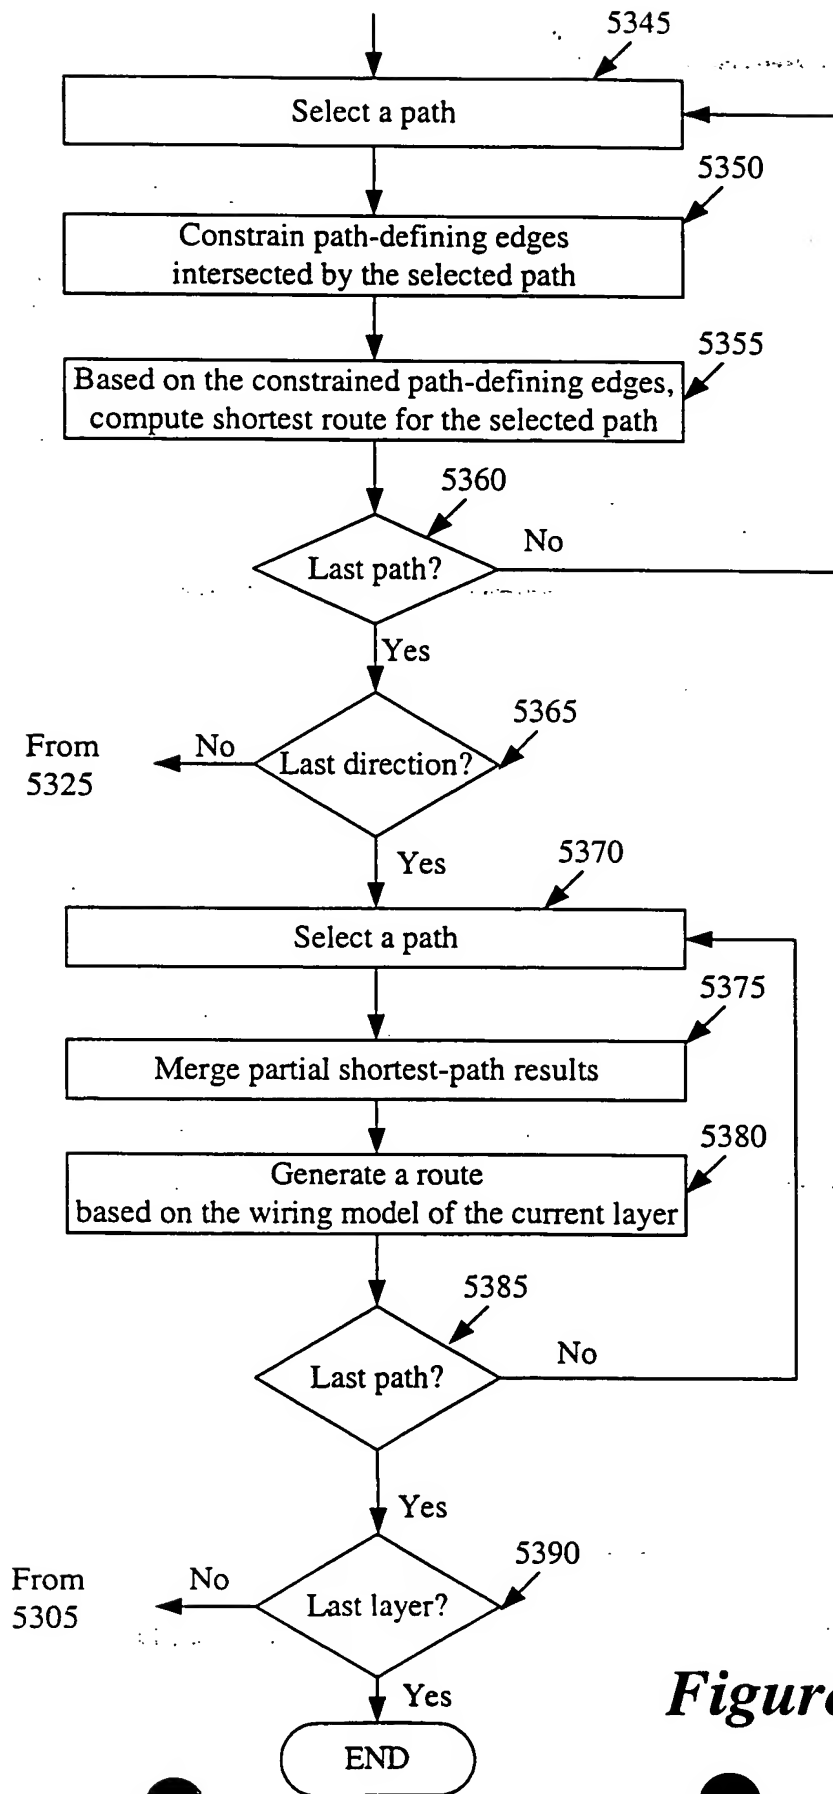 5345
Select a path
5350
Constrain path-defining edges
intersected by the selected path
5355
Based on the constrained path-defining edges,
compute shortest route for the selected path
5360
Last path?
No
Yes
5365
From
5325
No
Last direction?
Yes
5370
Select a path
5375
Merge partial shortest-path results
5380
Generate a route
based on the wiring model of the current layer
5385
Last path?
No
Yes
5390
From
5305
No
Last layer?
Yes
Figure
END